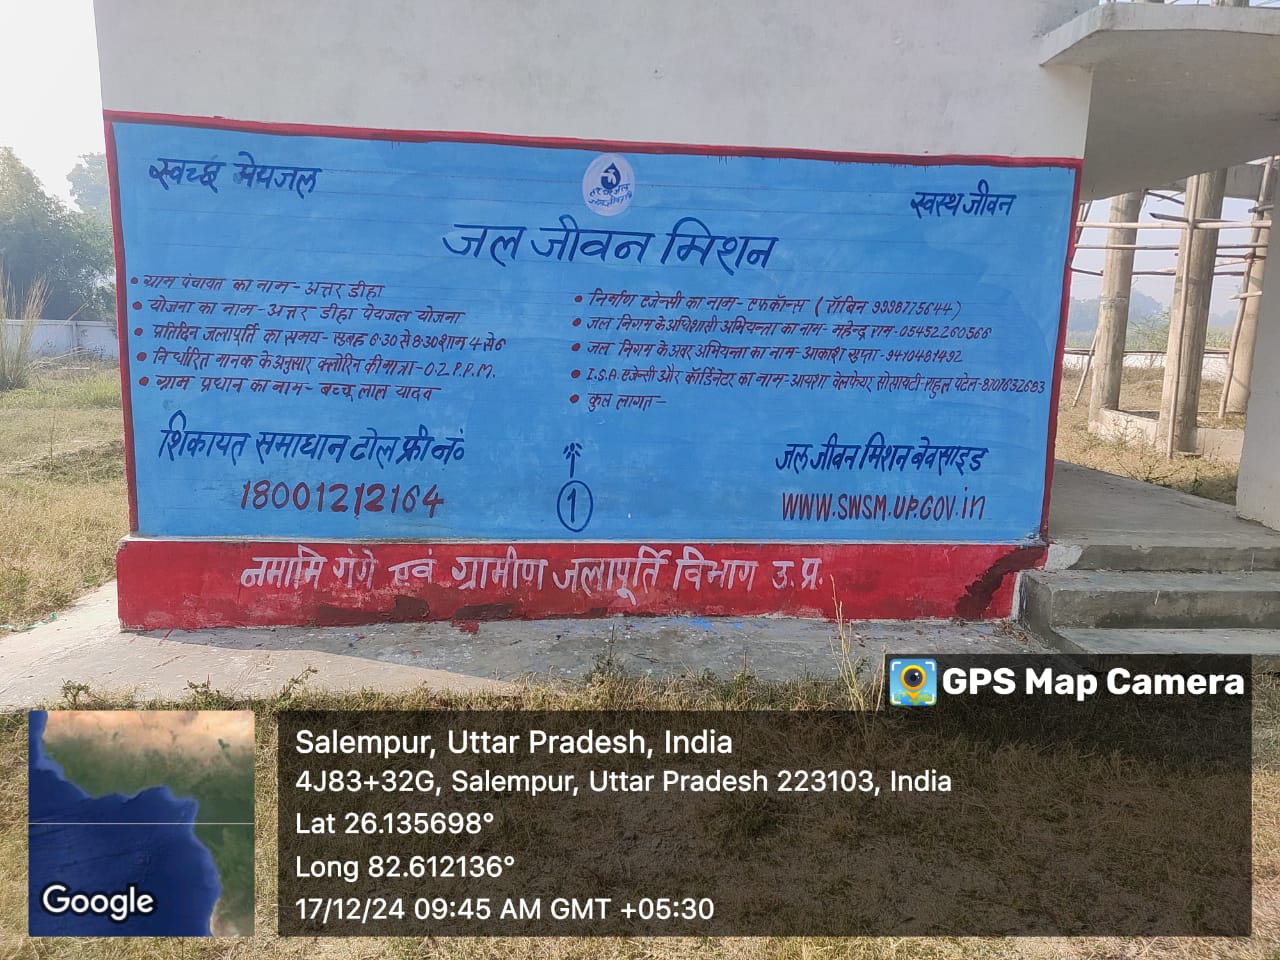 स्वच्छ पेयजल
स्वस्थ जीवन
जल जीवन मिशन
• ग्राम पंचायत का नाम - अत्तर डीहा
• योजना का नाम - अत्तर डीहा पेयजल योजना
• प्रतिदिन जलापूर्ति का समय - सुबह 6:30 से 8:30 शाम 4 से 6
• निर्धारित मानक के अनुसार क्लोरिन की मात्रा - 0.2 P.P.M.
• ग्राम प्रधान का नाम - बच्चू लाल यादव
• निर्माण एजेन्सी का नाम - एफकॉन्स (रॉबिन 9998775644)
• जल निगम के अधिशासी अभियन्ता का नाम - महेन्द्र राम - 05452260566
• जल निगम के अवर अभियन्ता का नाम - आकाश गुप्ता - 9410481492
• I.S.A. एजेन्सी और कॉर्डिनेटर का नाम - आयशा वेलफेयर सोसायटी - राहुल पटेल -
• कुल लागत -
शिकायत समाधान टोल फ्री नं०
18001212164
1
जल जीवन मिशन बेवसाइड
WWW.SWSM.UP.GOV.in
नमामि गंगे एवं ग्रामीण जलापूर्ति विभाग उ.प्र.
GPS Map Camera
Salempur, Uttar Pradesh, India
4J83+32G, Salempur, Uttar Pradesh 223103, India
Lat 26.135698°
Long 82.612136°
17/12/24 09:45 AM GMT +05:30
Google